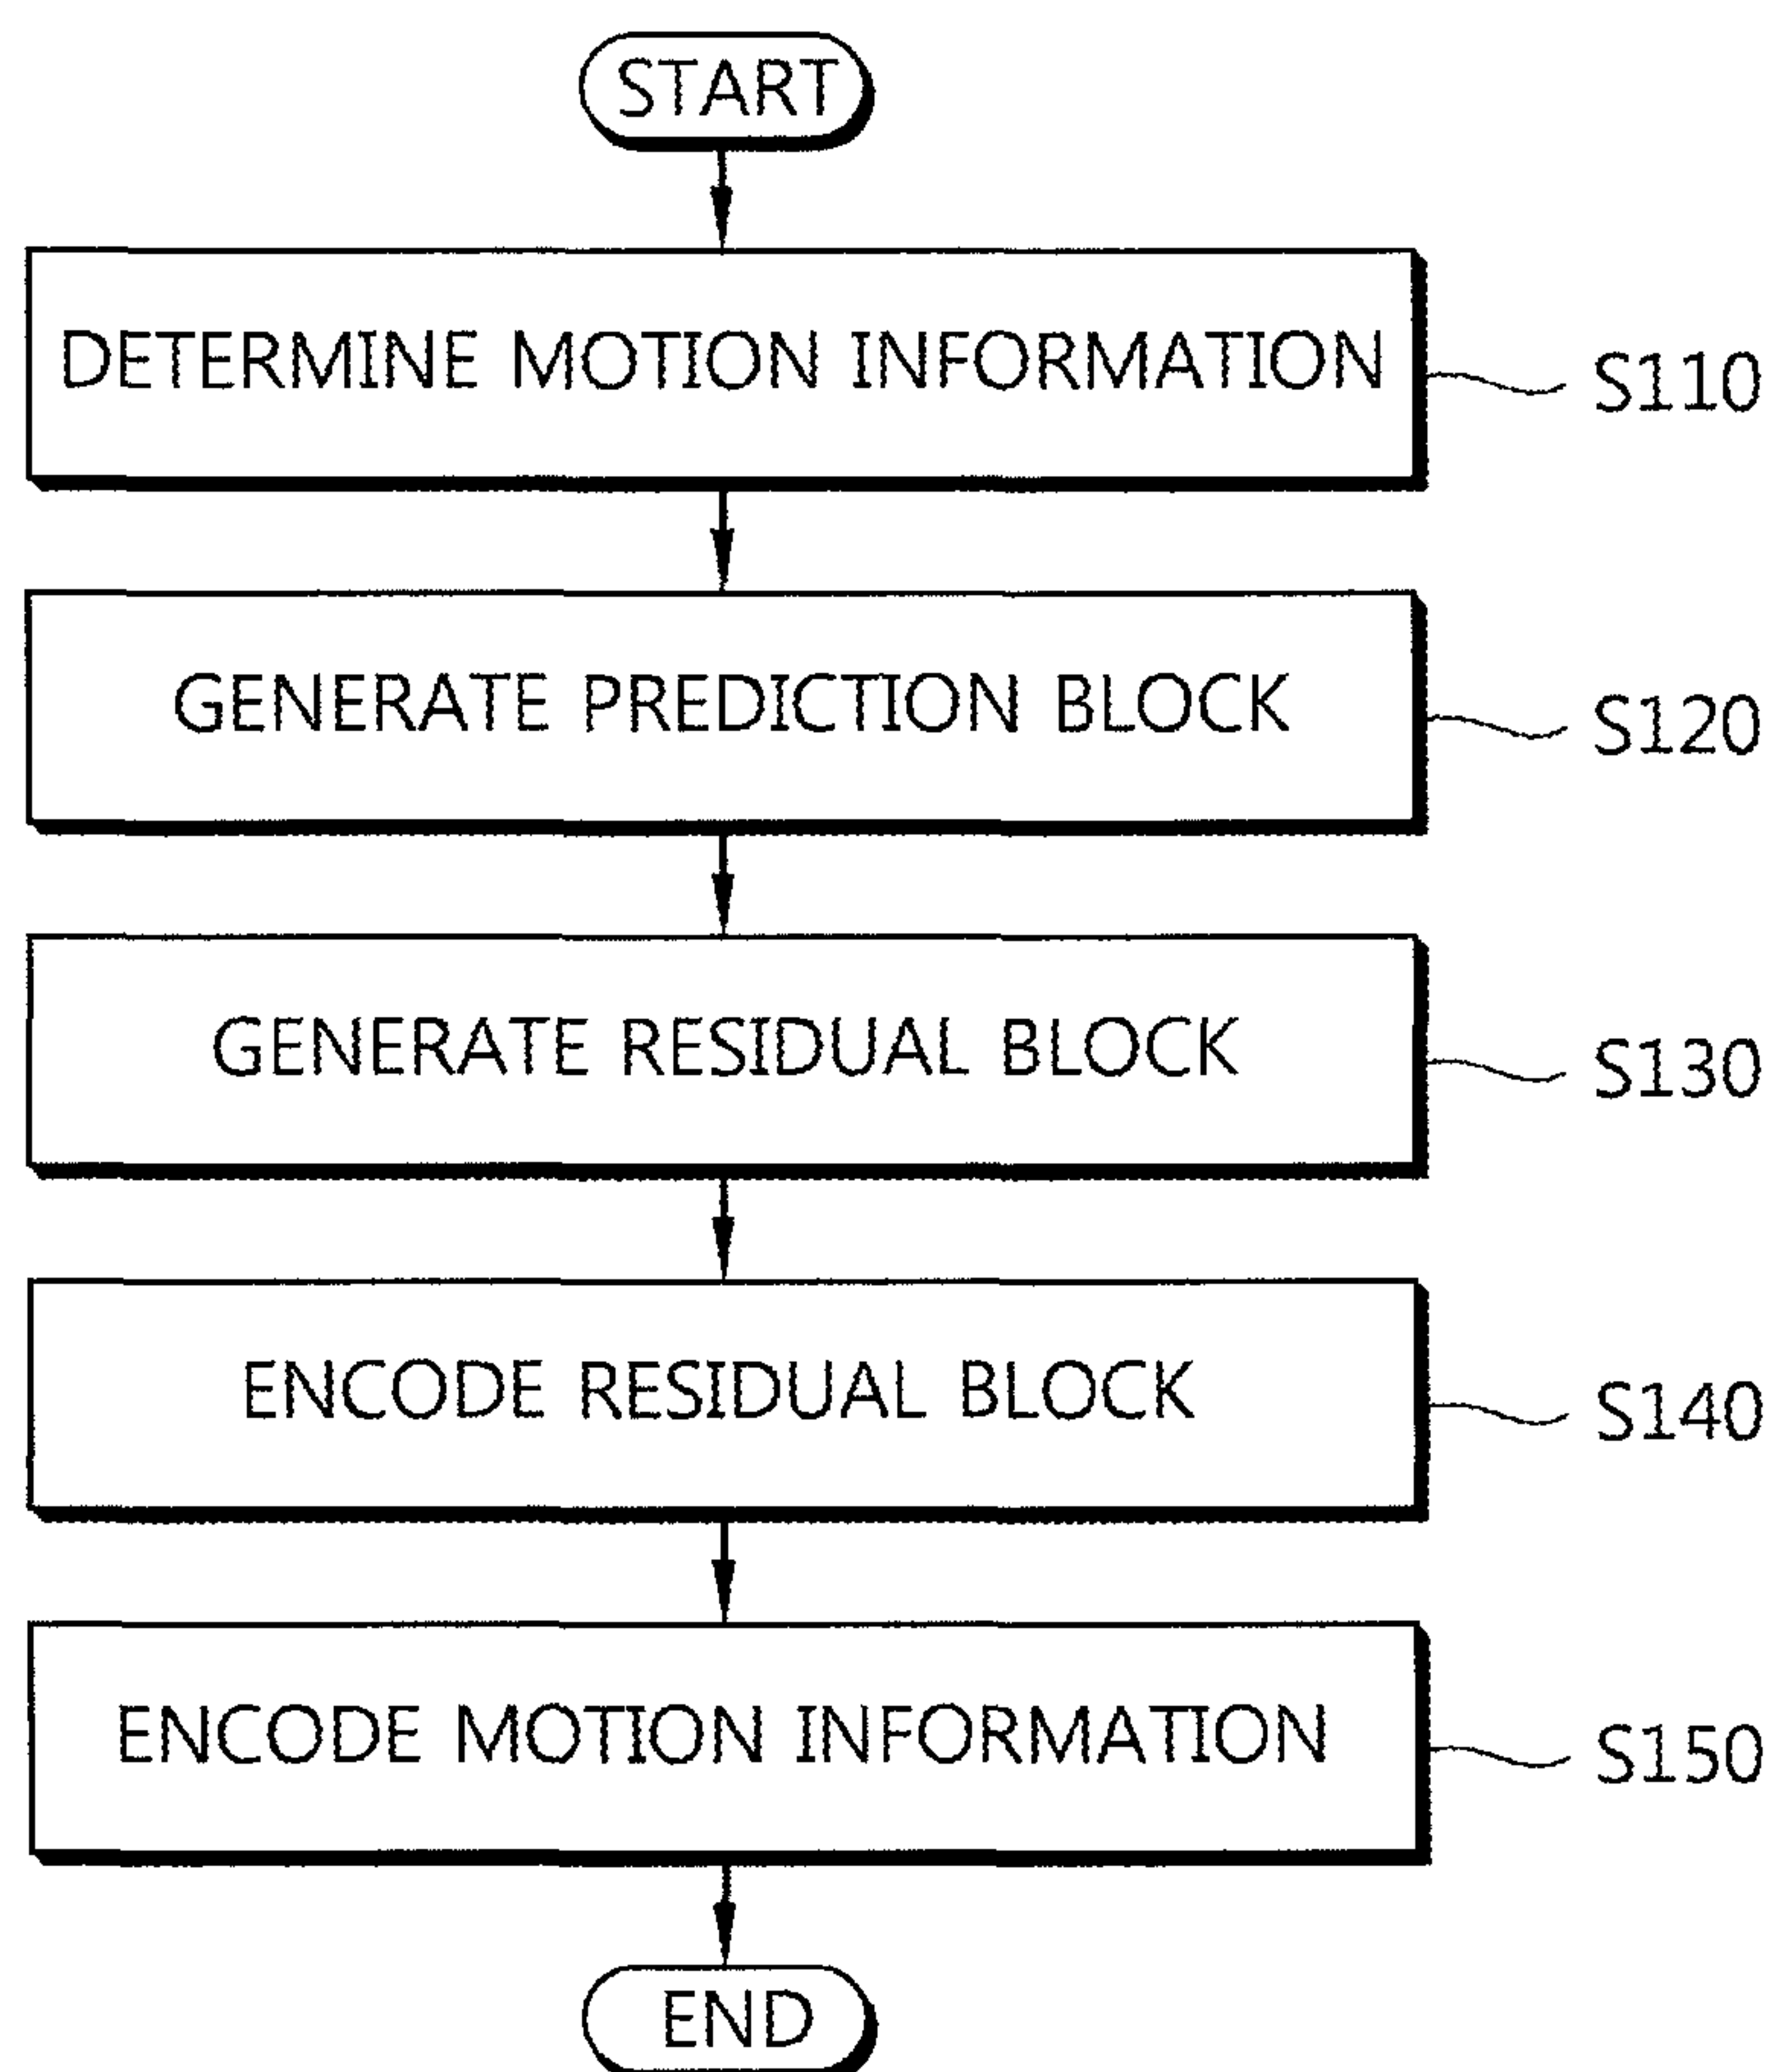 START
DETERMINE MOTION INFORMATION S110
GENERATE PREDICTION BLOCK S120
GENERATE RESIDUAL BLOCK S130
ENCODE RESIDUAL BLOCK S140
ENCODE MOTION INFORMATION S150
END